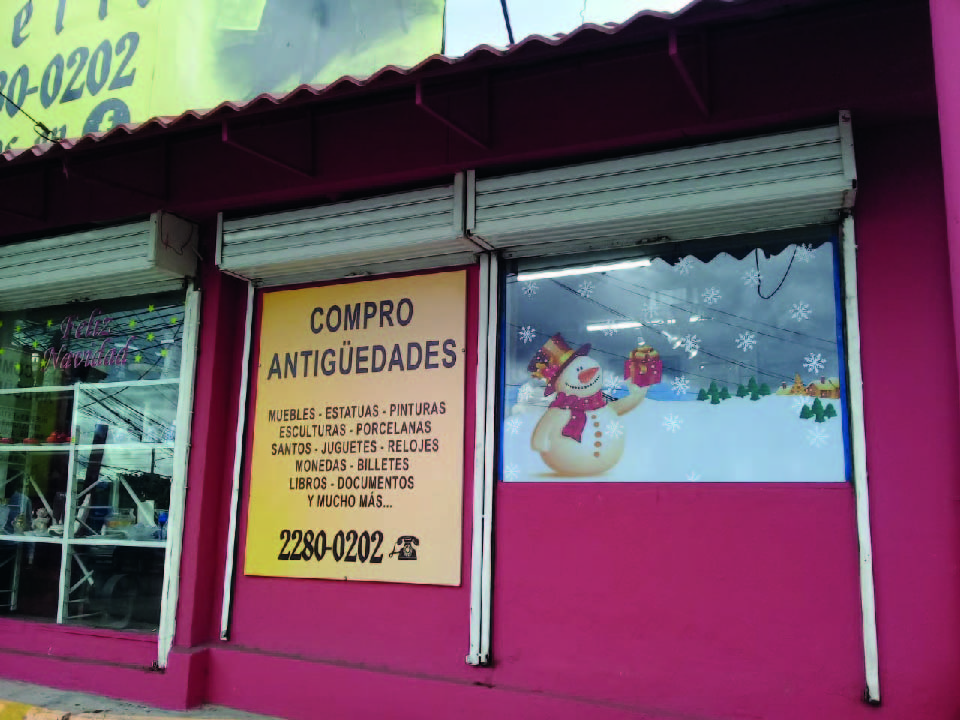 0-0202
Feliz
Navidad
COMPRO
ANTIGÜEDADES
MUEBLES - ESTATUAS - PINTURAS
ESCULTURAS - PORCELANAS
SANTOS - JUGUETES - RELOJES
MONEDAS - BILLETES
LIBROS - DOCUMENTOS
Y MUCHO MÁS...
2280-0202